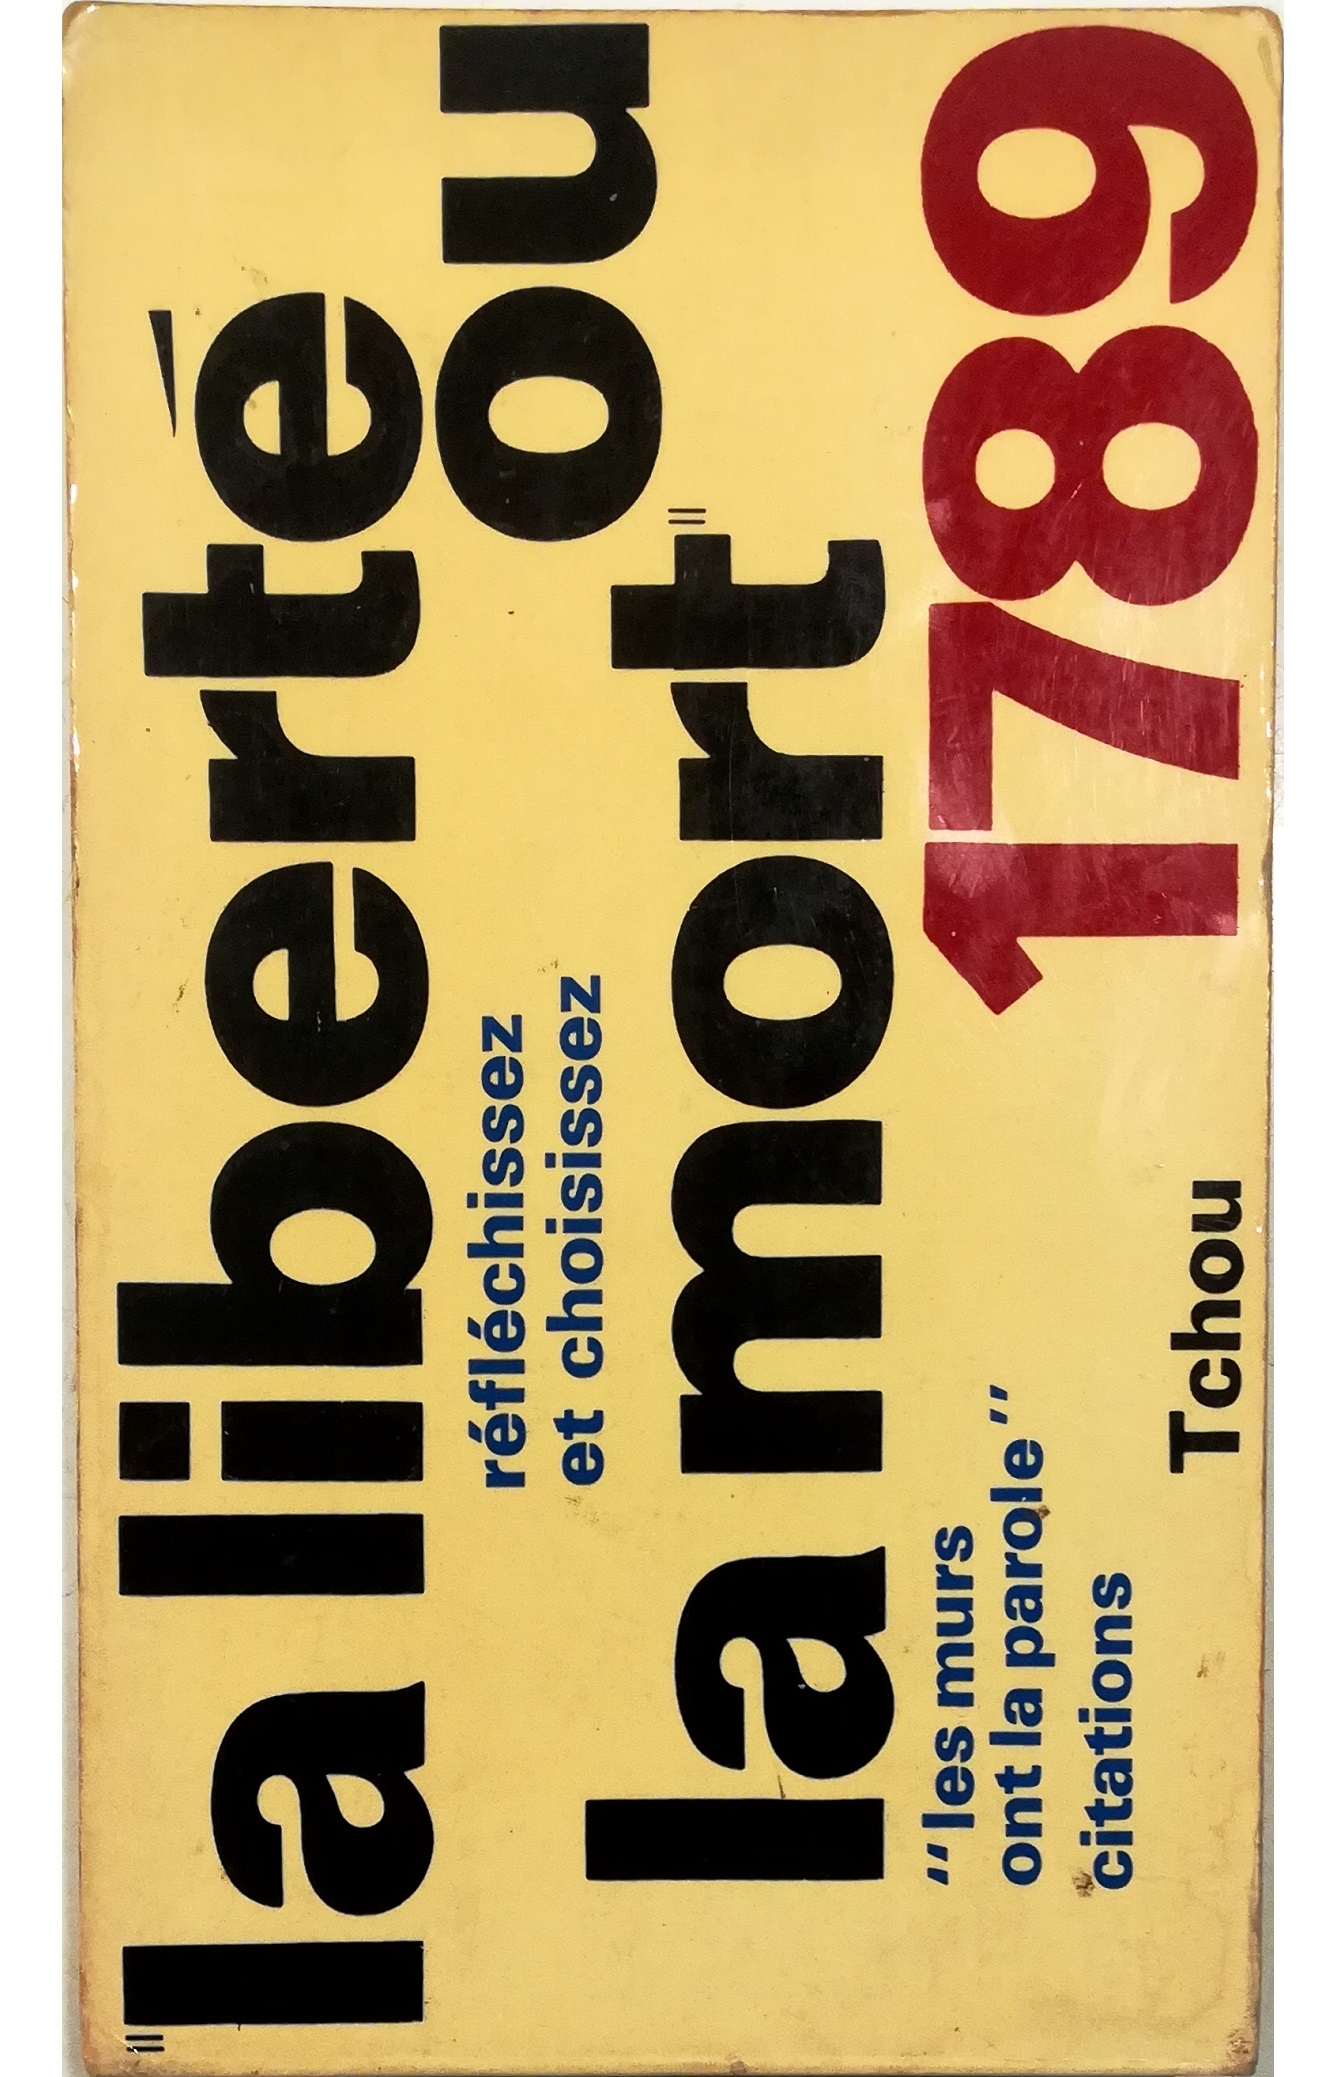 "la liberté
ou
réfléchissez
et choisissez
la mort"
1789
"les murs
ont la parole"
citations
Tchou